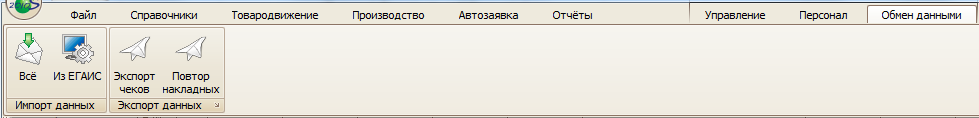 Файл Справочники Товародвижение Производство Автозаявка Отчёты Управление Персонал Обмен данными
Всё Из ЕГАИС Экспорт чеков Повтор накладных
Импорт данных Экспорт данных